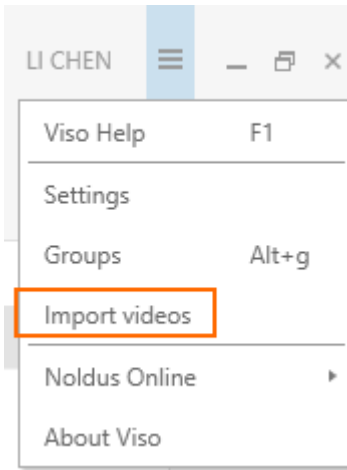 LI CHEN
Viso Help F1
Settings
Groups Alt+g
Import videos
Noldus Online
About Viso